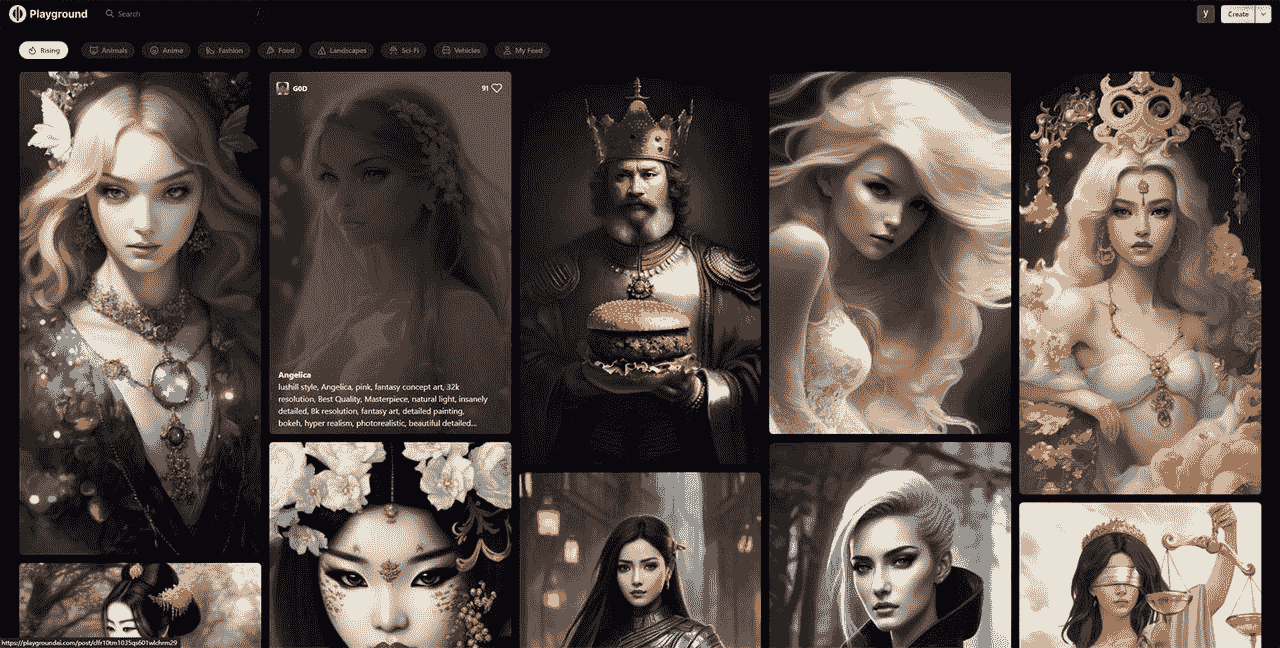 Playground
Search
/
y
Create
Rising
Animals
Anime
Fashion
Food
Landscapes
Sci-Fi
Vehicles
My Feed
G0D
91
Angelica
lushill style, Angelica, pink, fantasy concept art, 32k
resolution, Best Quality, Masterpiece, natural light, insanely
detailed, 8k resolution, fantasy art, detailed painting,
bokeh, hyper realism, photorealistic, beautiful detailed...